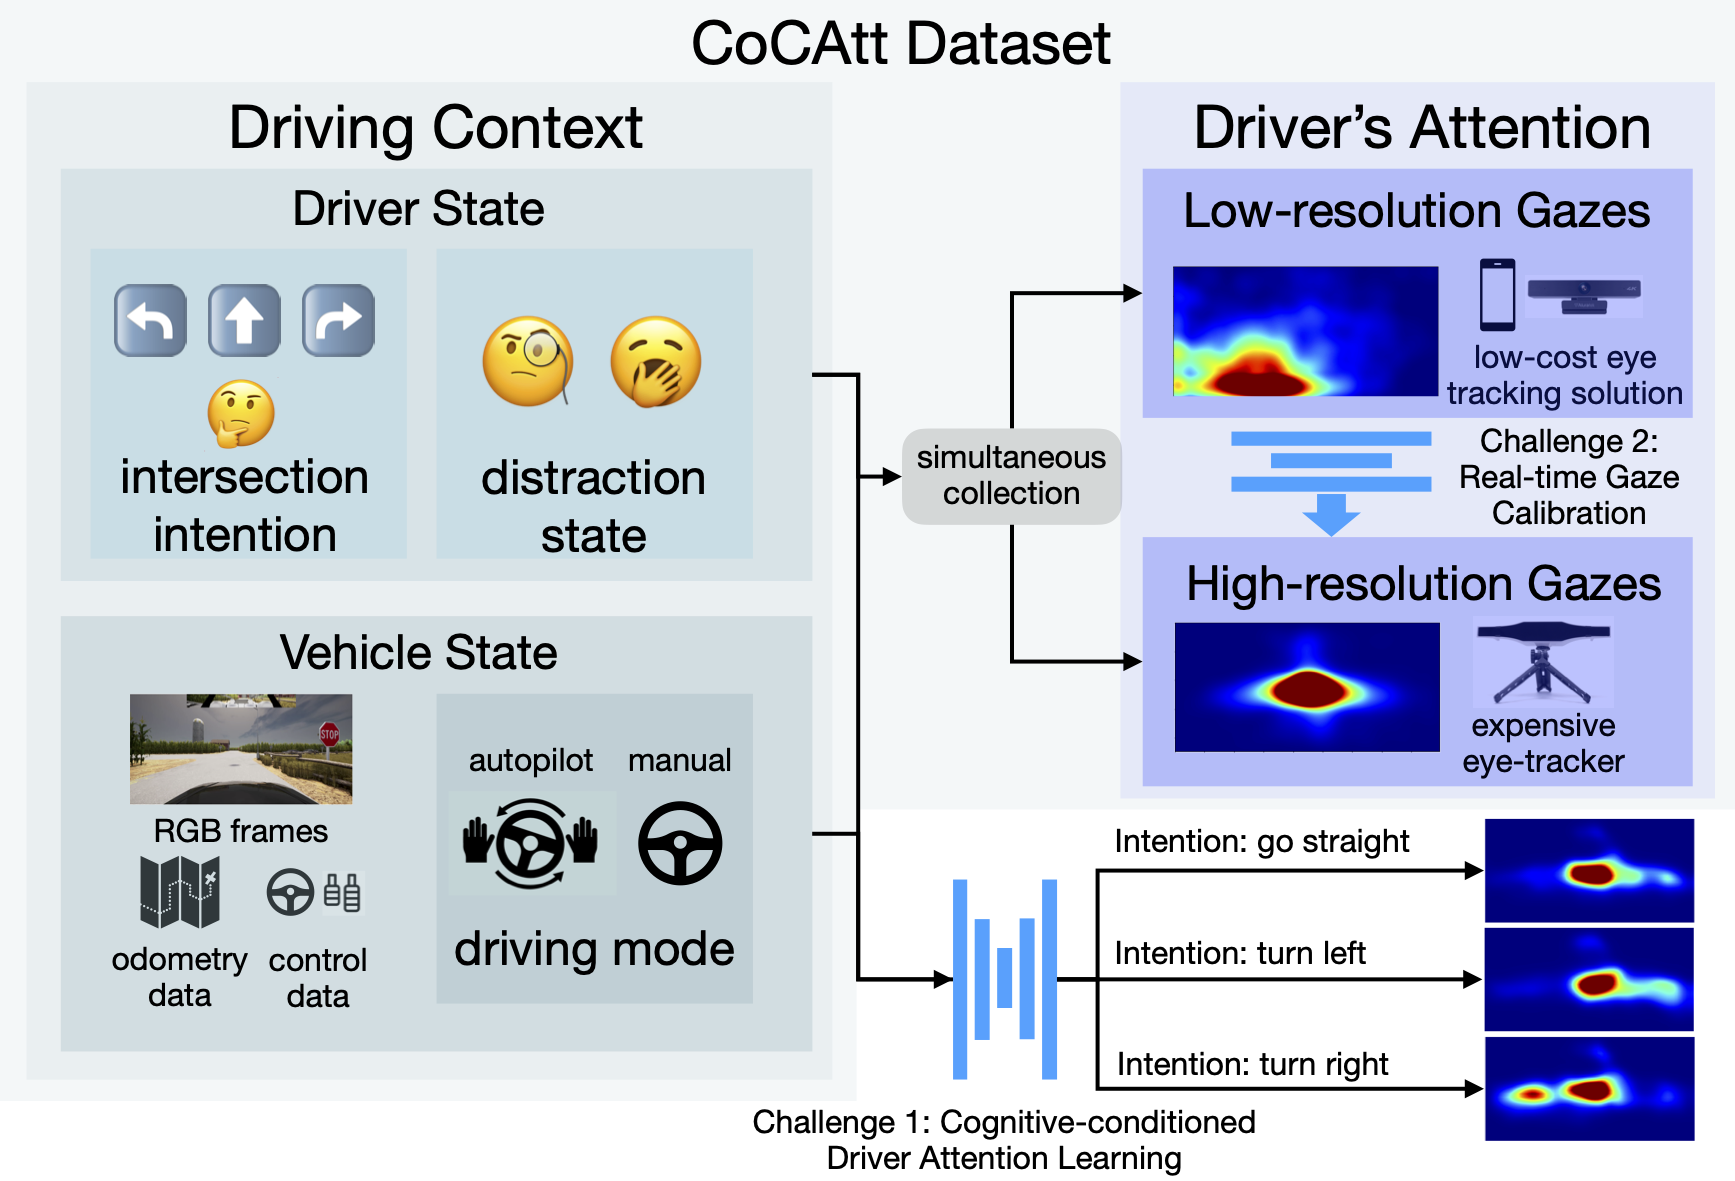 CoCAtt Dataset
Driving Context
Driver State
intersection
intention
distraction
state
Vehicle State
STOP
RGB frames
odometry
data
control
data
autopilot
manual
driving mode
simultaneous
collection
Driver's Attention
Low-resolution Gazes
low-cost eye
tracking solution
Challenge 2:
Real-time Gaze
Calibration
High-resolution Gazes
expensive
eye-tracker
Intention: go straight
Intention: turn left
Intention: turn right
Challenge 1: Cognitive-conditioned
Driver Attention Learning